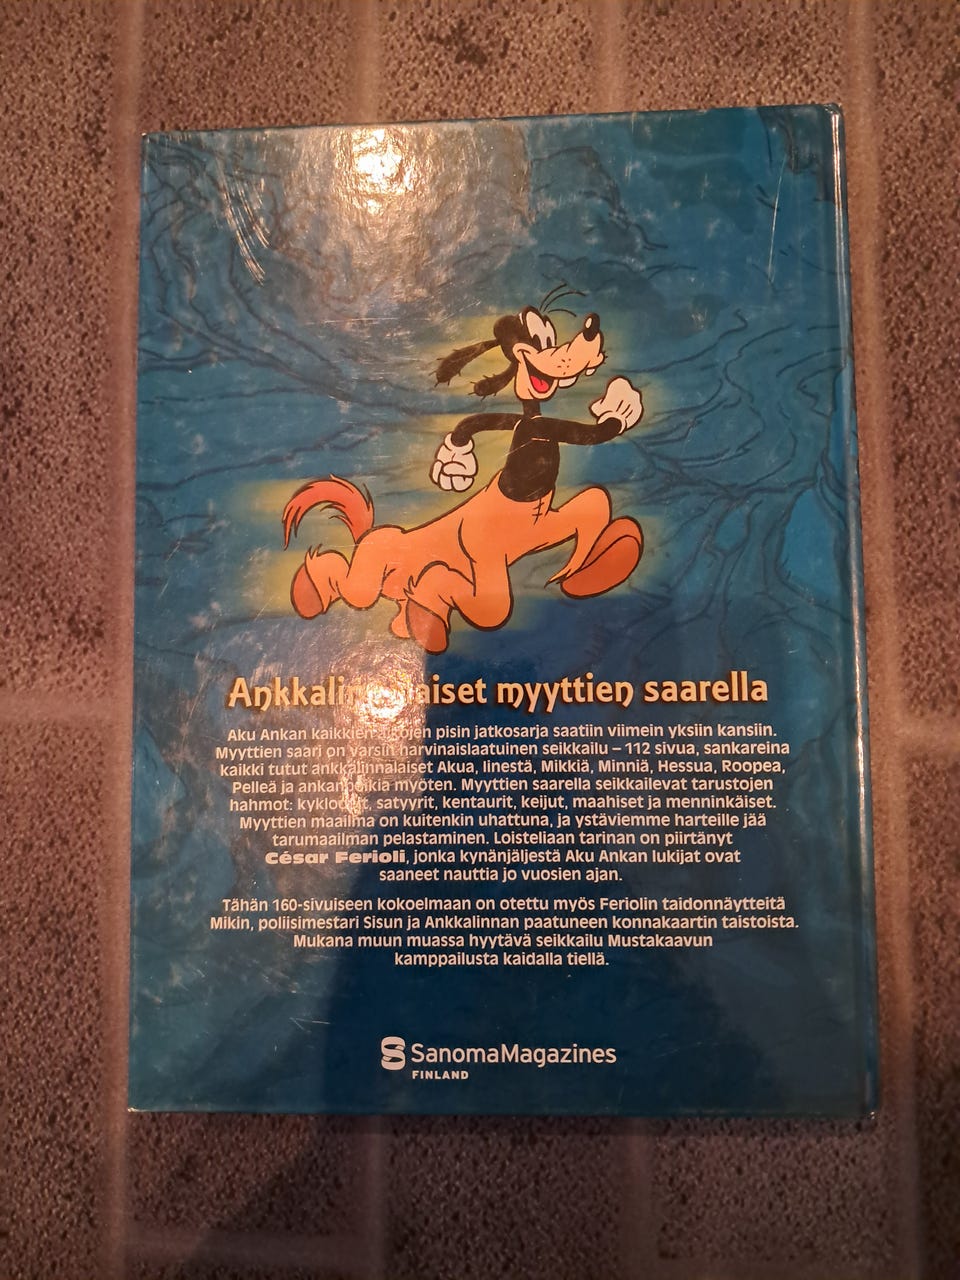 myyttien saarella
Aku Ankan kaikkien aikojen pisin jatkosarja saatiin viimein yksiin kansiin.
Myyttien saari on varsin harvinaislaatuinen seikkailu – 112 sivua, sankareina
kaikki tutut ankkalinnalaiset Akua, Iinestä, Mikkiä, Minniä, Hessua, Roopea,
Pelleä ja ankanpoikia myöten. Myyttien saarella seikkailevat tarustojen
hahmot: kykloopit, satyyrit, kentaurit, keijut, maahiset ja menninkäiset.
Myyttien maailma on kuitenkin uhattuna, ja ystäviemme harteille jää
tarumaailman pelastaminen. Loisteliaan tarinan on piirtänyt
César Ferioli, jonka kynänjäljestä Aku Ankan lukijat ovat
saaneet nauttia jo vuosien ajan.
Tähän 160-sivuiseen kokoelmaan on otettu myös Feriolin taidonnäytteitä
Mikin, poliisimestari Sisun ja Ankkalinnan paatuneen konnakaartin taistoista.
Mukana muun muassa hyytävä seikkailu Mustakaavun
kamppailusta kaidalla tiellä.
SanomaMagazines
FINLAND